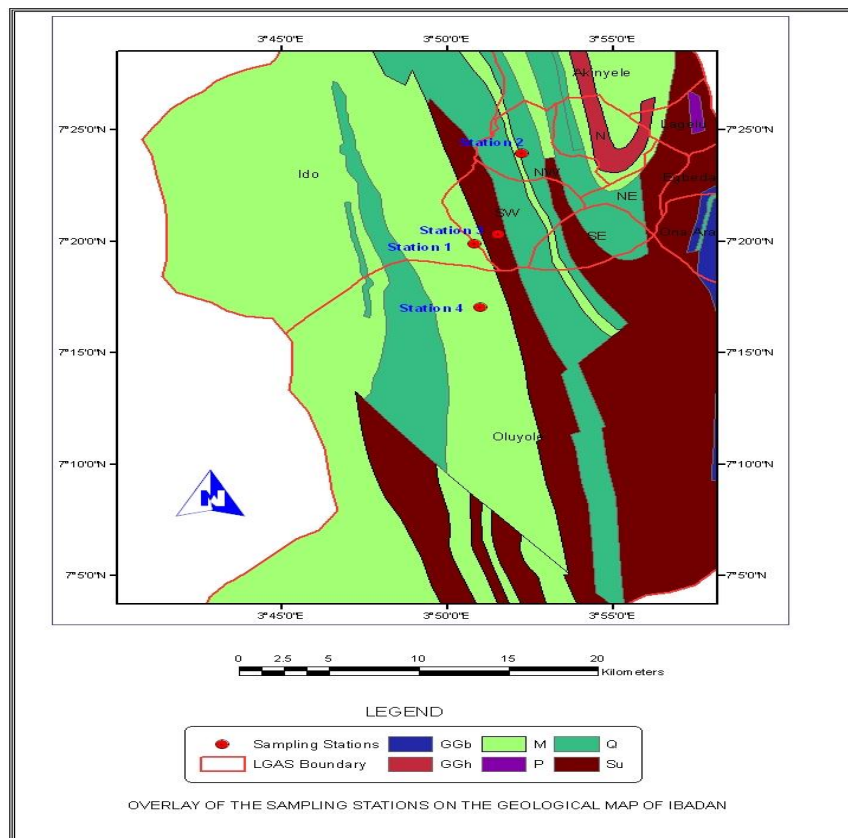 3°45'0"E 3°50'0"E 3°55'0"E
Akinyele
7°25'0"N N Lagelu 7°25'0"N
Station 2
Ido NW Egbeda
NE
SW
7°20'0"N Station 3 SE Ona-Ara 7°20'0"N
Station 1
Station 4
7°15'0"N 7°15'0"N
Oluyole
7°10'0"N 7°10'0"N
N
7°5'0"N 7°5'0"N
3°45'0"E 3°50'0"E 3°55'0"E
0 2.5 5 10 15 20
Kilometers
LEGEND
Sampling Stations GGb M Q
LGAS Boundary GGh P Su
OVERLAY OF THE SAMPLING STATIONS ON THE GEOLOGICAL MAP OF IBADAN